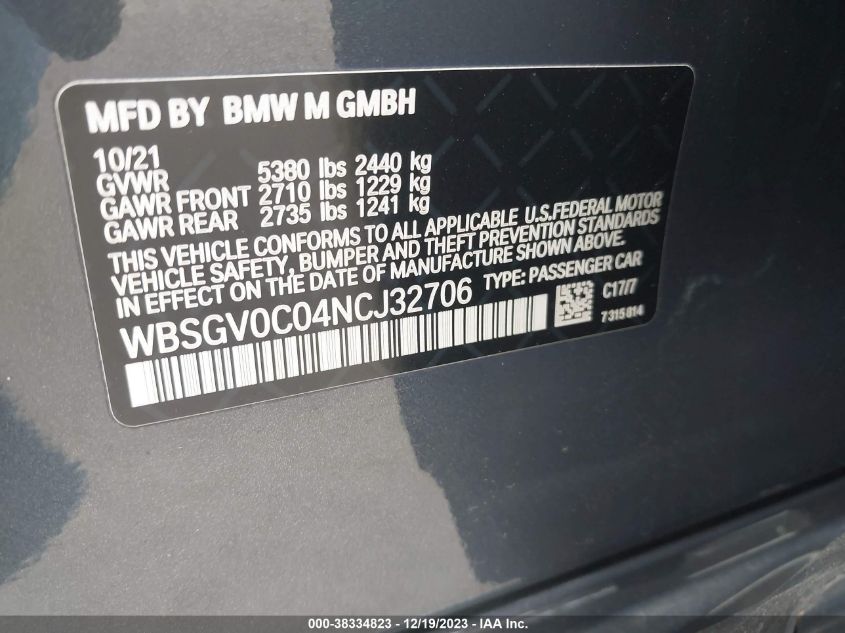 MFD BY BMW M GMBH
10/21
GVWR 5380 lbs 2440 kg
GAWR FRONT 2710 lbs 1229 kg
GAWR REAR 2735 lbs 1241 kg
THIS VEHICLE CONFORMS TO ALL APPLICABLE U.S.FEDERAL MOTOR
VEHICLE SAFETY, BUMPER AND THEFT PREVENTION STANDARDS
IN EFFECT ON THE DATE OF MANUFACTURE SHOWN ABOVE.
WBSGV0C04NCJ32706 TYPE: PASSENGER CAR
C17/7
7 315 814
000-38334823 - 12/19/2023 - IAA Inc.